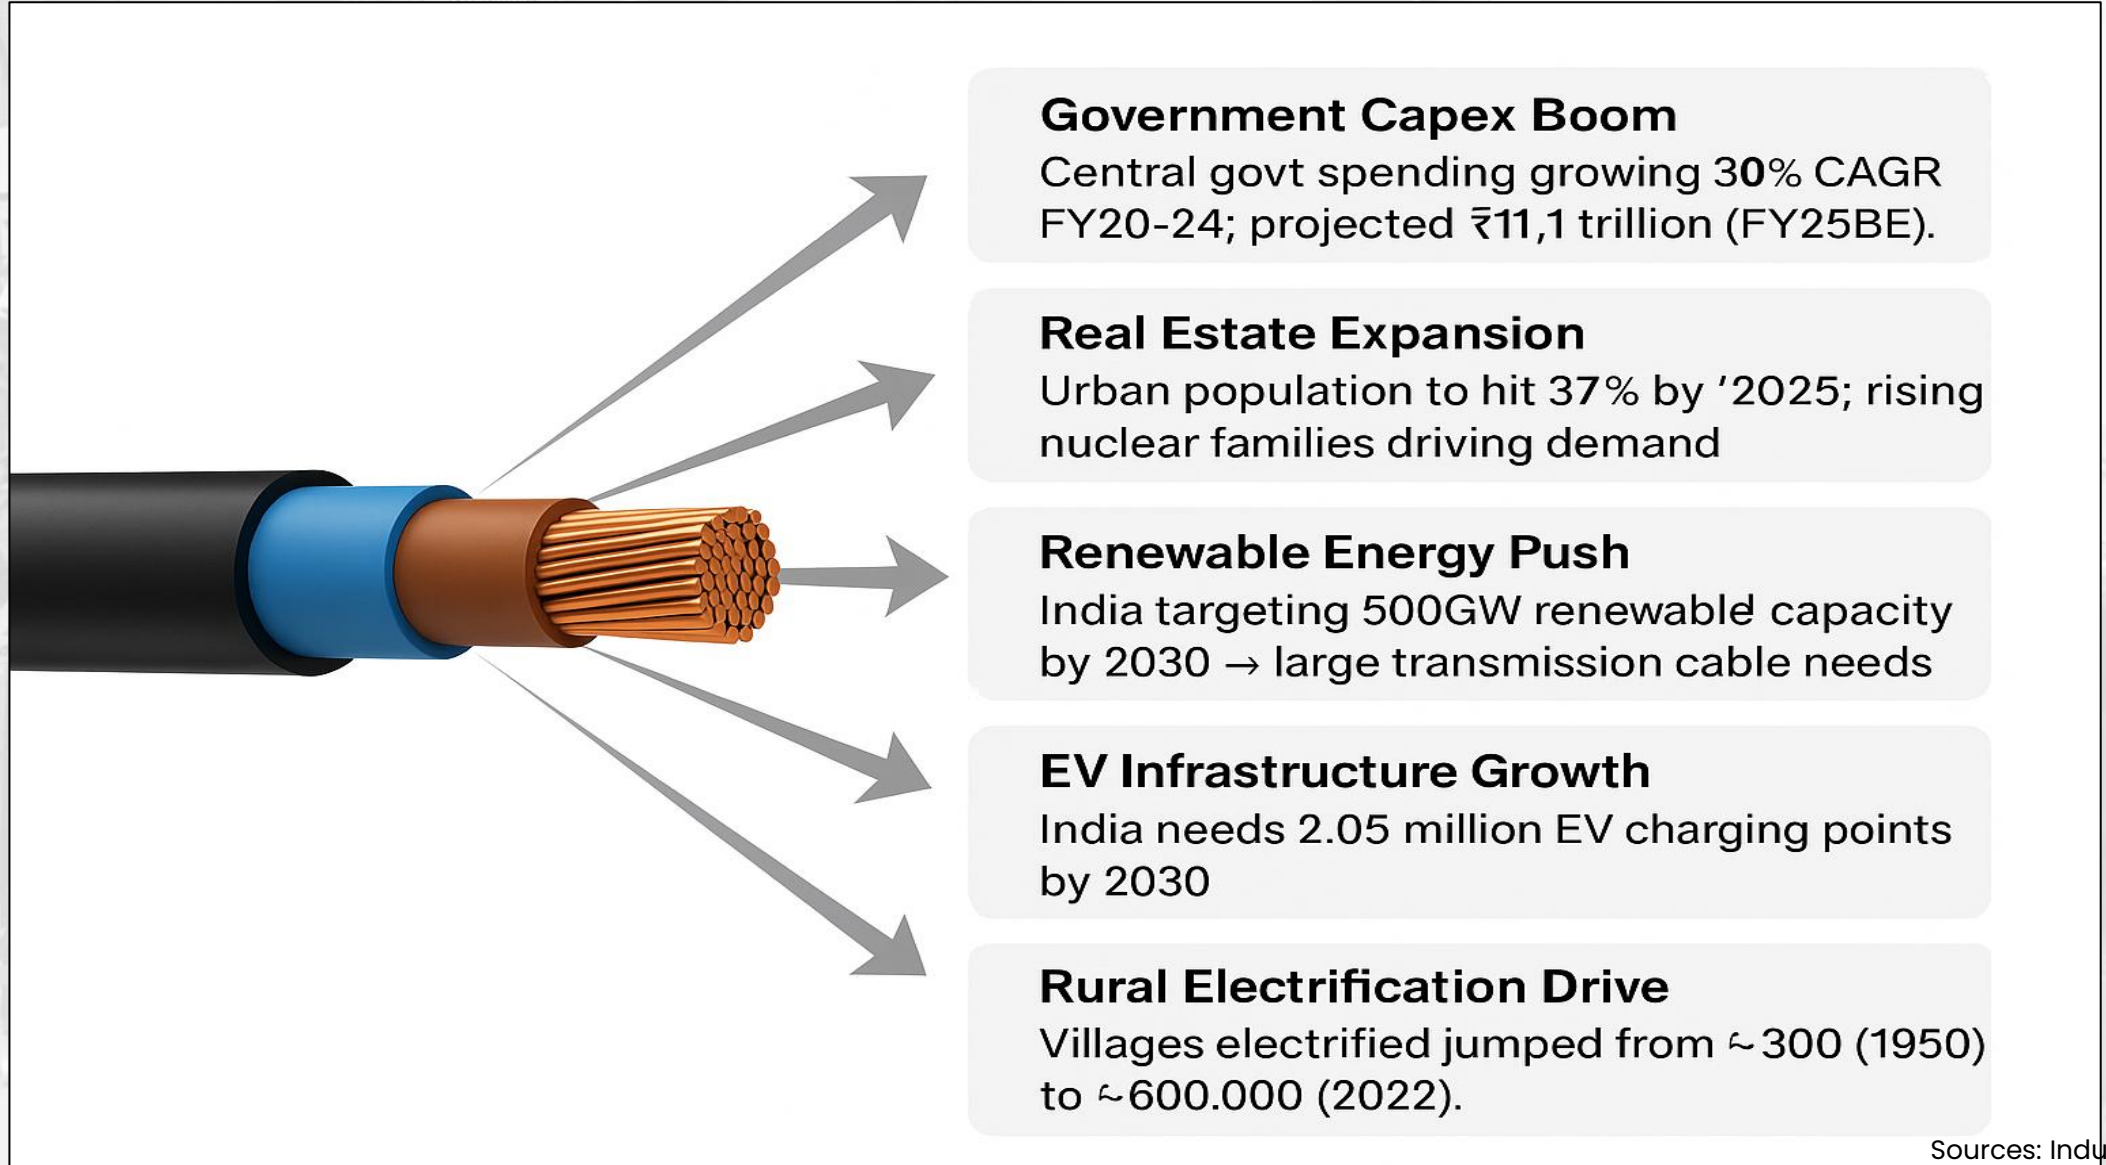 Government Capex Boom
Central govt spending growing 30% CAGR
FY20-24; projected ₹11,1 trillion (FY25BE).
Real Estate Expansion
Urban population to hit 37% by ’2025; rising
nuclear families driving demand
Renewable Energy Push
India targeting 500GW renewable capacity
by 2030 → large transmission cable needs
EV Infrastructure Growth
India needs 2.05 million EV charging points
by 2030
Rural Electrification Drive
Villages electrified jumped from ~300 (1950)
to ~600.000 (2022).
Sources: Indu